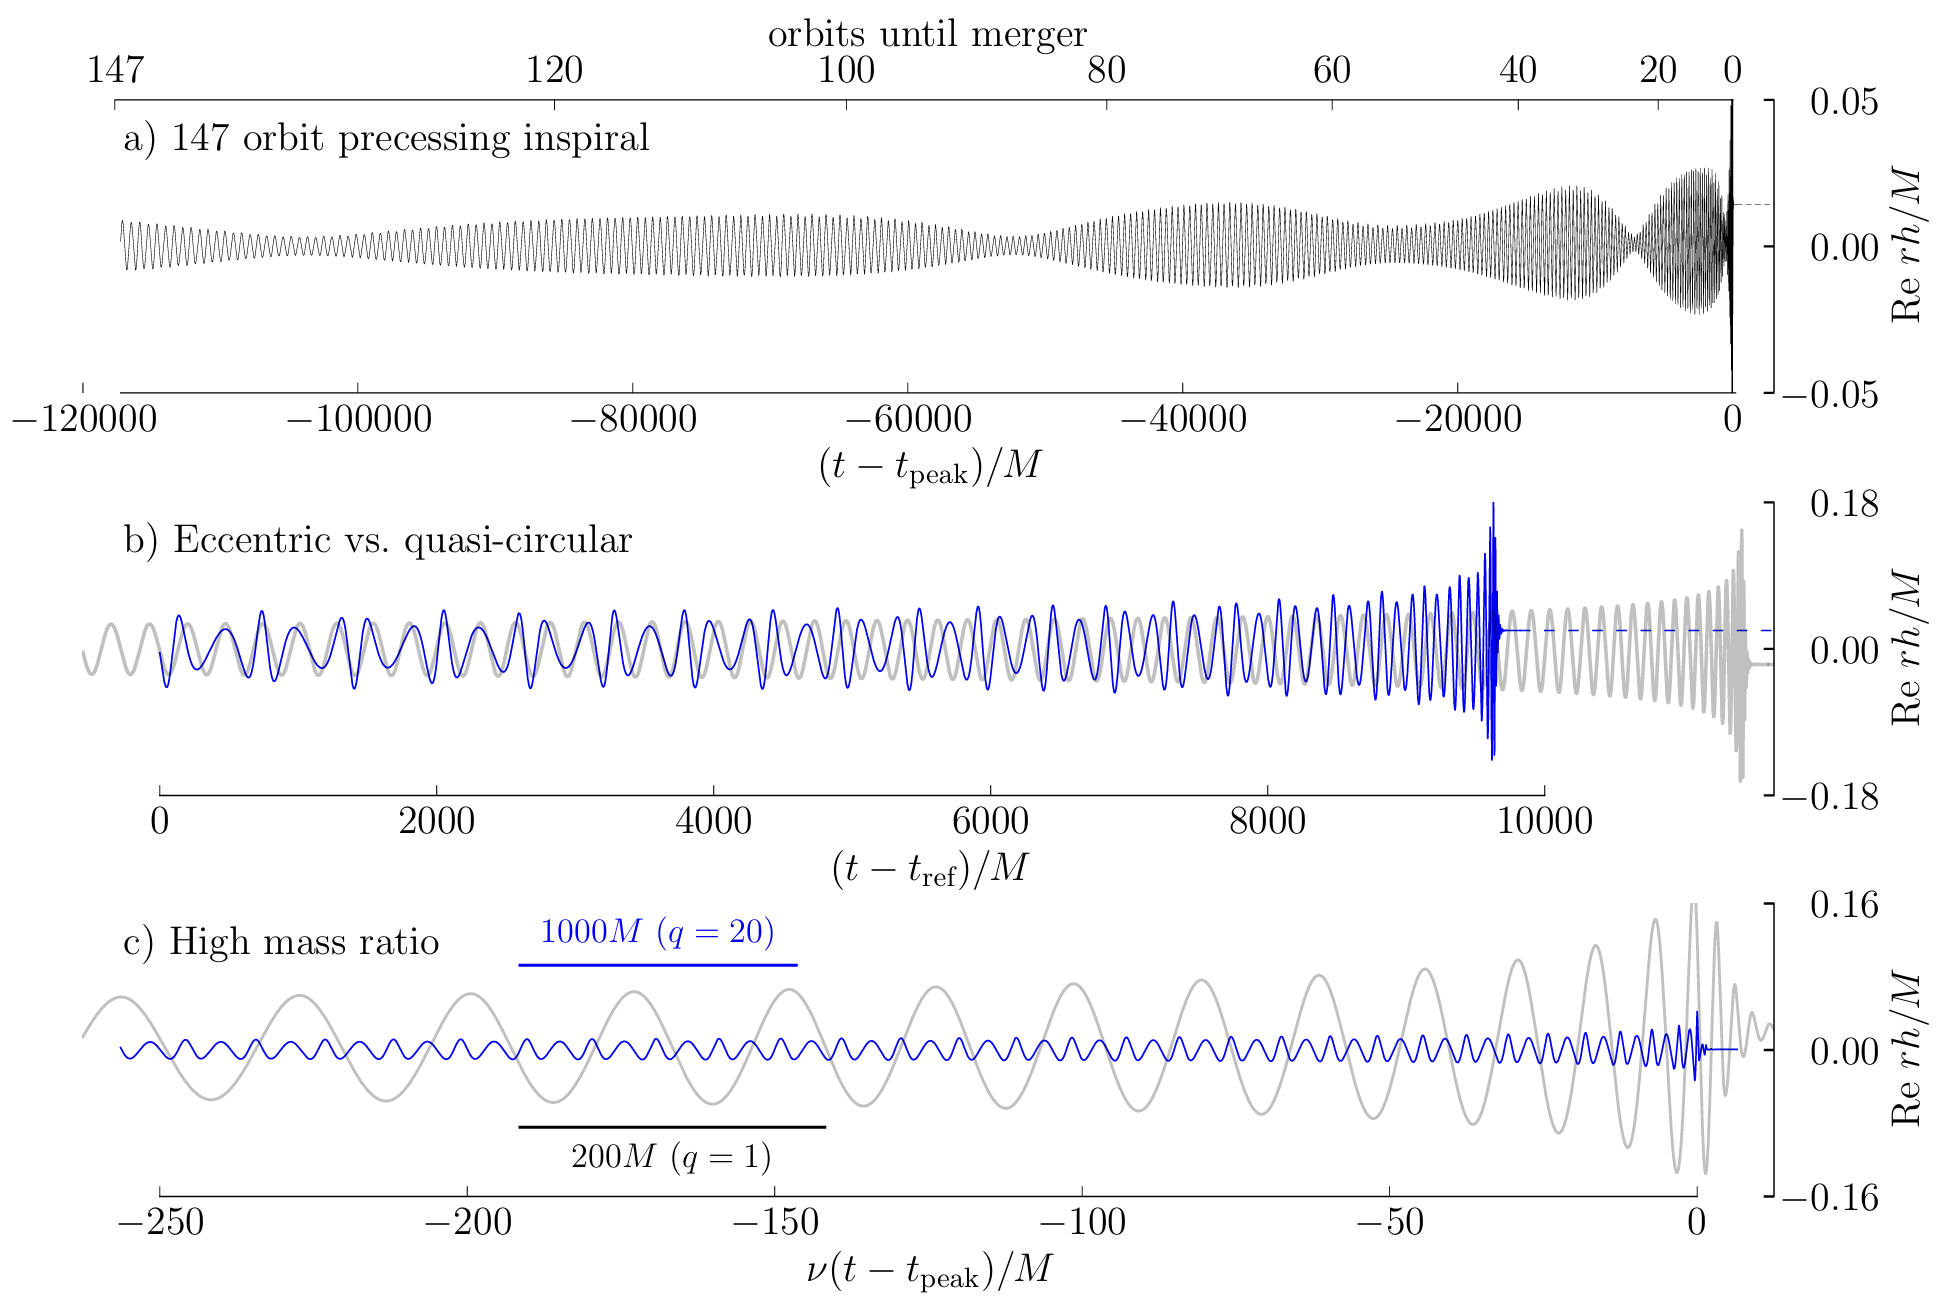 orbits until merger
147 120 100 80 60 40 20 0
a) 147 orbit precessing inspiral
0.05
0.00
−0.05
Re rh/M
−120000 −100000 −80000 −60000 −40000 −20000 0
(t − t_peak)/M
b) Eccentric vs. quasi-circular
0.18
0.00
−0.18
Re rh/M
0 2000 4000 6000 8000 10000
(t − t_ref)/M
c) High mass ratio
1000M (q = 20)
200M (q = 1)
0.16
0.00
−0.16
Re rh/M
−250 −200 −150 −100 −50 0
ν(t − t_peak)/M